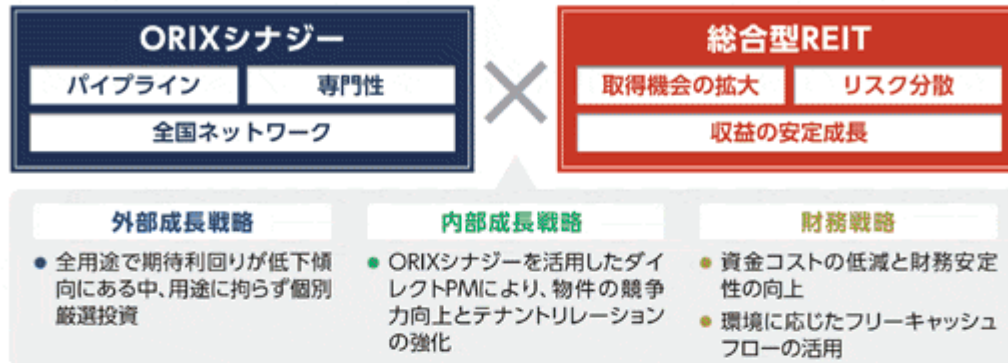 ORIXシナジー
パイプライン
専門性
全国ネットワーク
総合型REIT
取得機会の拡大
リスク分散
収益の安定成長
外部成長戦略
● 全用途で期待利回りが低下傾
向にある中、用途に拘らず個別
厳選投資
内部成長戦略
● ORIXシナジーを活用したダイ
レクトPMにより、物件の競争
力向上とテナントリレーション
の強化
財務戦略
● 資金コストの低減と財務安定
性の向上
● 環境に応じたフリーキャッシュ
フローの活用